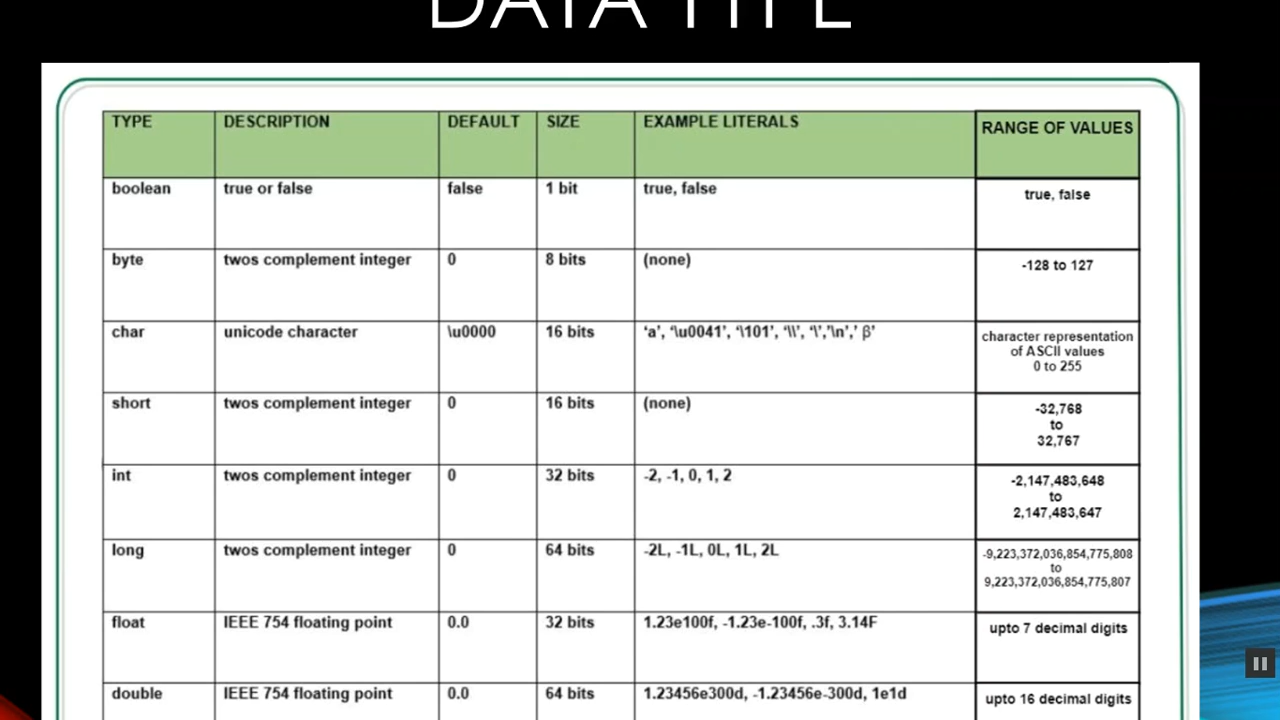 DATA TYPE
TYPE DESCRIPTION DEFAULT SIZE EXAMPLE LITERALS RANGE OF VALUES
boolean true or false false 1 bit true, false true, false
byte twos complement integer 0 8 bits (none) -128 to 127
char unicode character \u0000 16 bits ‘a’, ‘\u0041’, ‘\101’, ‘\\’, ‘\’,’\n’,’ β’ character representation
of ASCII values
0 to 255
short twos complement integer 0 16 bits (none) -32,768
to
32,767
int twos complement integer 0 32 bits -2, -1, 0, 1, 2 -2,147,483,648
to
2,147,483,647
long twos complement integer 0 64 bits -2L, -1L, 0L, 1L, 2L -9,223,372,036,854,775,808
to
9,223,372,036,854,775,807
float IEEE 754 floating point 0.0 32 bits 1.23e100f, -1.23e-100f, .3f, 3.14F upto 7 decimal digits
double IEEE 754 floating point 0.0 64 bits 1.23456e300d, -1.23456e-300d, 1e1d upto 16 decimal digits